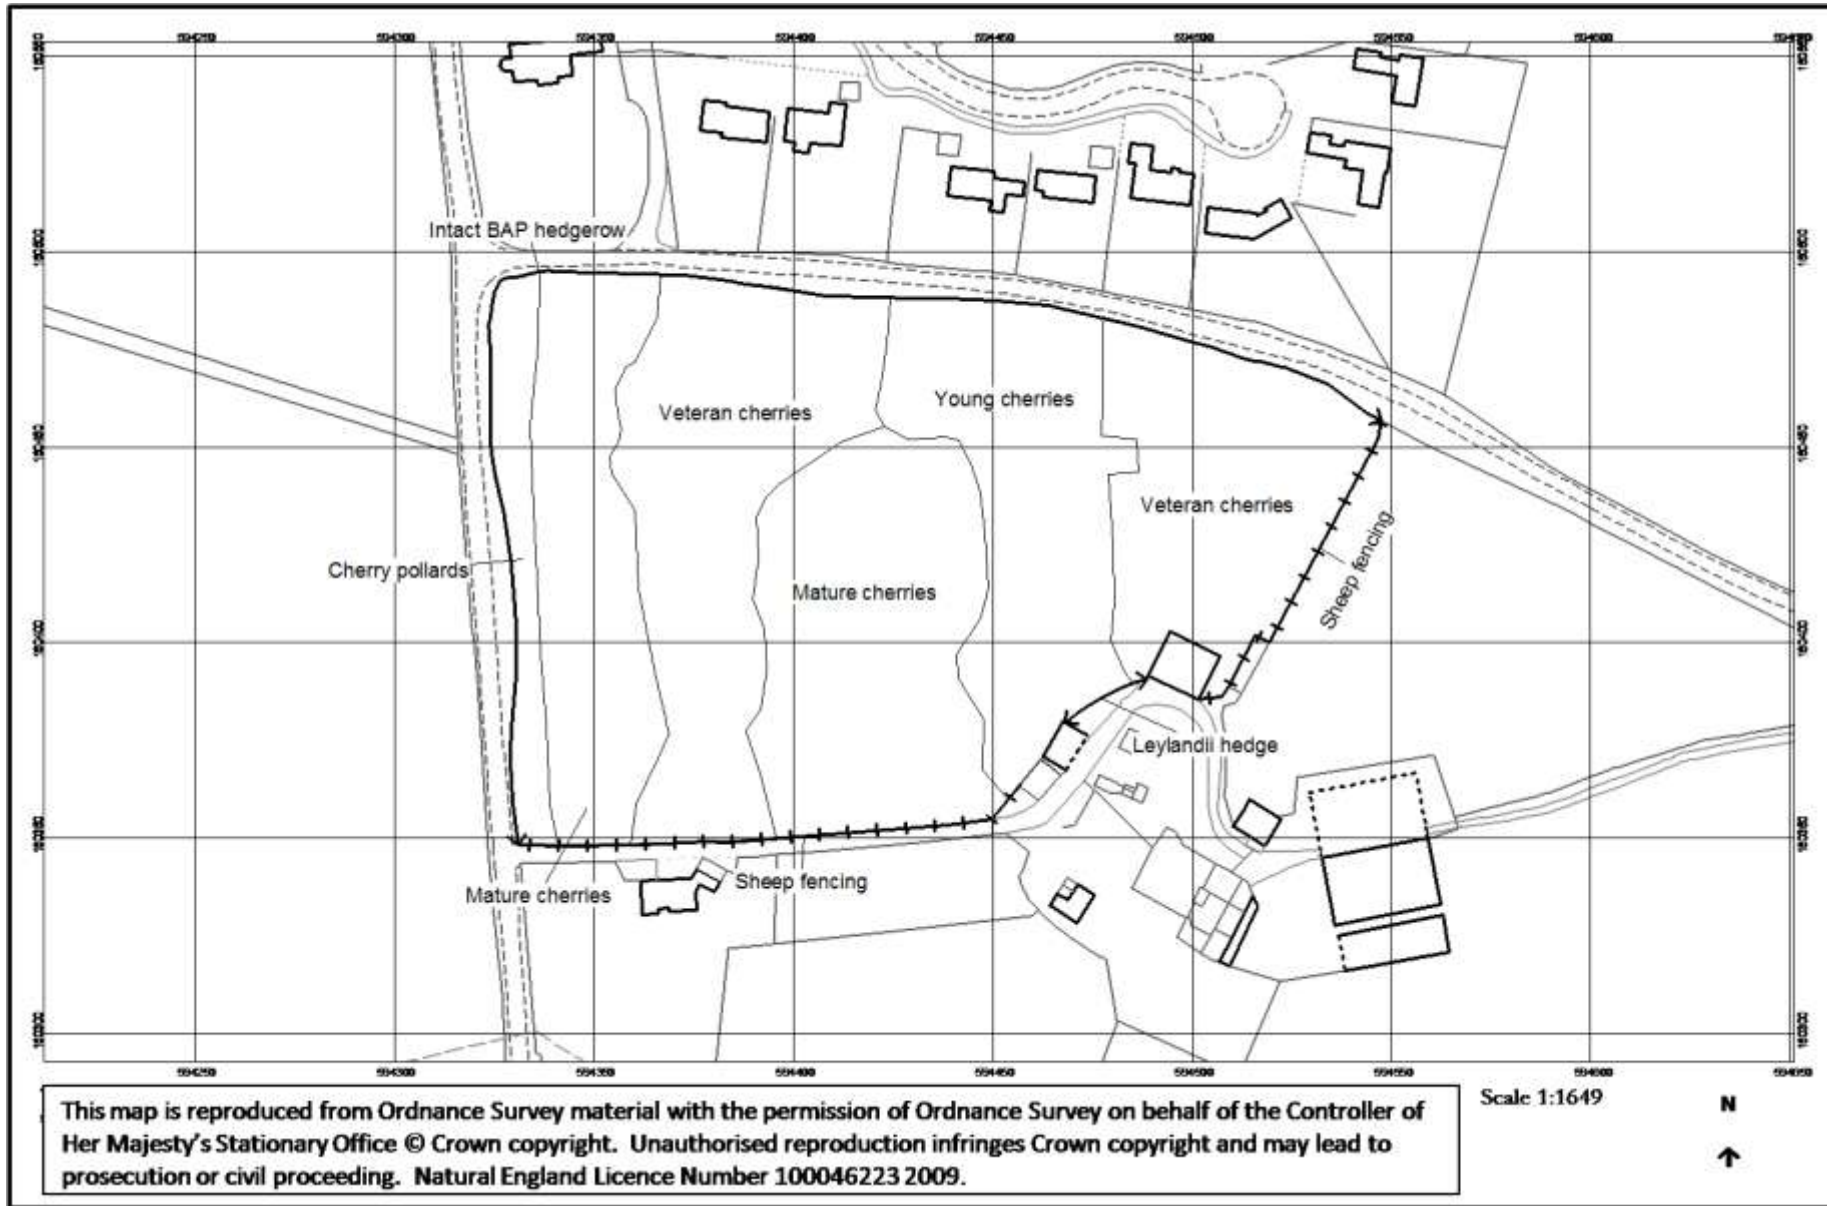 Intact BAP hedgerow
Young cherries
Veteran cherries
Veteran cherries
Sheep fencing
Cherry pollards
Mature cherries
Leylandii hedge
Sheep fencing
Mature cherries
Scale 1:1649
N
This map is reproduced from Ordnance Survey material with the permission of Ordnance Survey on behalf of the Controller of
Her Majesty's Stationary Office © Crown copyright. Unauthorised reproduction infringes Crown copyright and may lead to
prosecution or civil proceeding. Natural England Licence Number 100046223 2009.